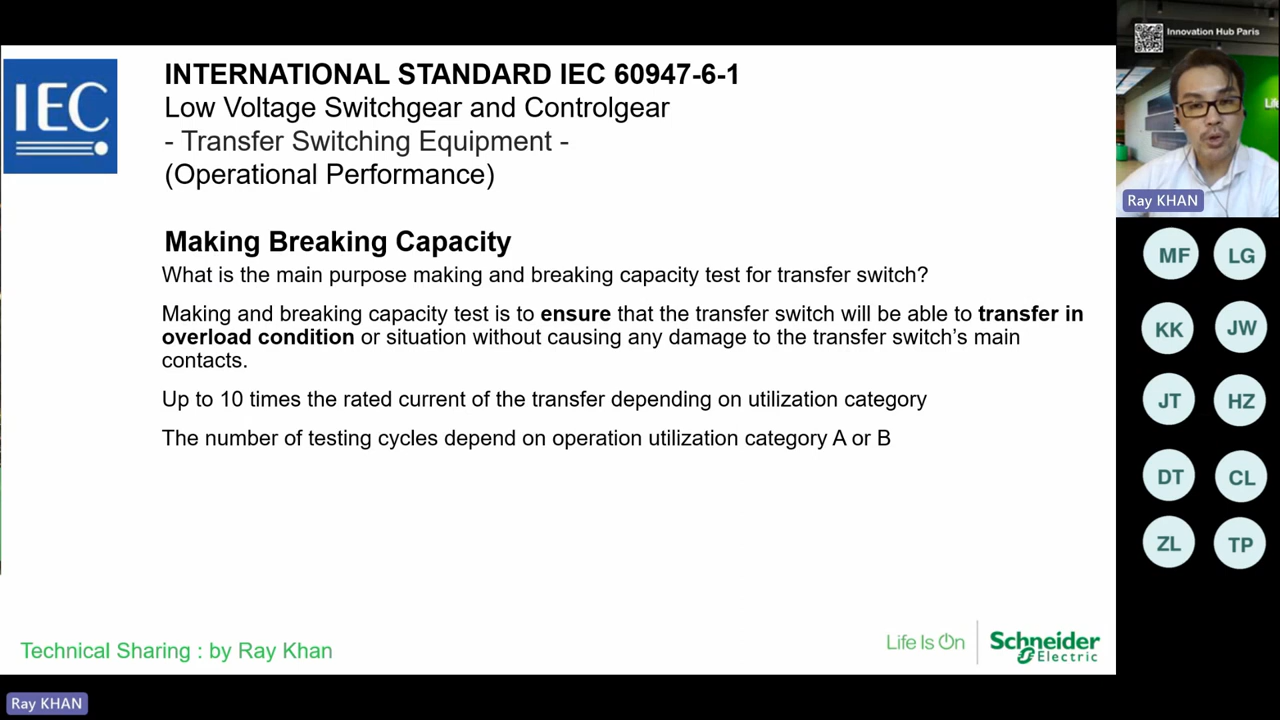 IEC
INTERNATIONAL STANDARD IEC 60947-6-1
Low Voltage Switchgear and Controlgear
- Transfer Switching Equipment -
(Operational Performance)
Making Breaking Capacity
What is the main purpose making and breaking capacity test for transfer switch?
Making and breaking capacity test is to ensure that the transfer switch will be able to transfer in
overload condition or situation without causing any damage to the transfer switch's main
contacts.
Up to 10 times the rated current of the transfer depending on utilization category
The number of testing cycles depend on operation utilization category A or B
Technical Sharing : by Ray Khan
Life Is On
Schneider
Electric
Innovation Hub Paris
Ray KHAN
MF
LG
KK
JW
JT
HZ
DT
CL
ZL
TP
Ray KHAN